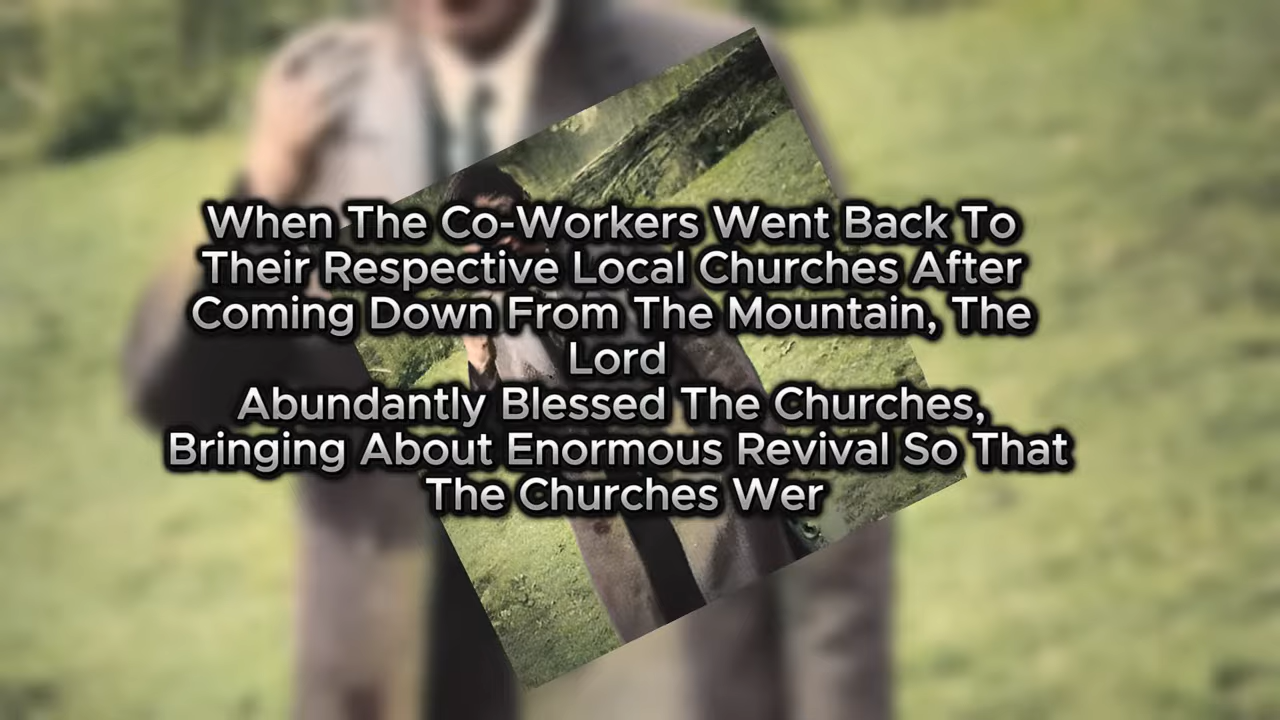 When The Co-Workers Went Back To
Their Respective Local Churches After
Coming Down From The Mountain, The
Lord
Abundantly Blessed The Churches,
Bringing About Enormous Revival So That
The Churches Wer